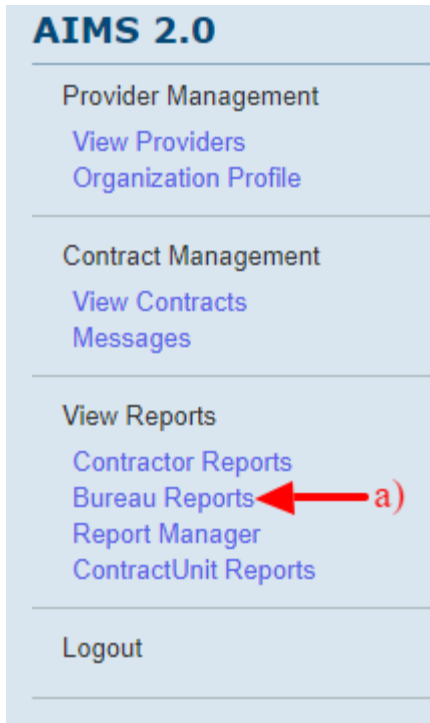 AIMS 2.0
Provider Management
View Providers
Organization Profile
Contract Management
View Contracts
Messages
View Reports
Contractor Reports
Bureau Reports a)
Report Manager
ContractUnit Reports
Logout